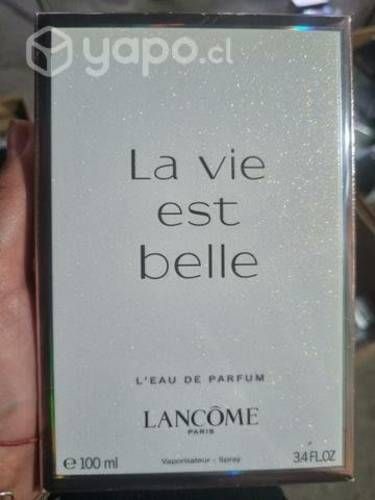 yapo.cl
La vie
est
belle
L'EAU DE PARFUM
LANCÔME
PARIS
e 100 ml Vaporisateur - Spray 3.4 FL.OZ